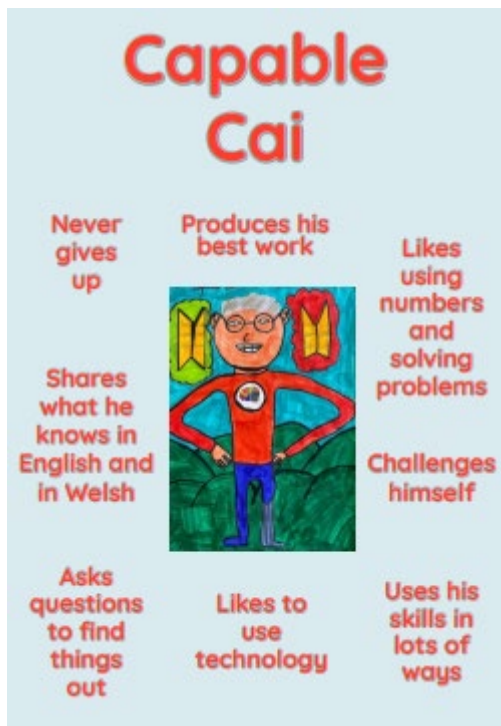 Capable
Cai
Never
gives
up
Produces his
best work
Likes
using
numbers
and
solving
problems
Shares
what he
knows in
English and
in Welsh
Challenges
himself
Asks
questions
to find
things
out
Likes to
use
technology
Uses his
skills in
lots of
ways